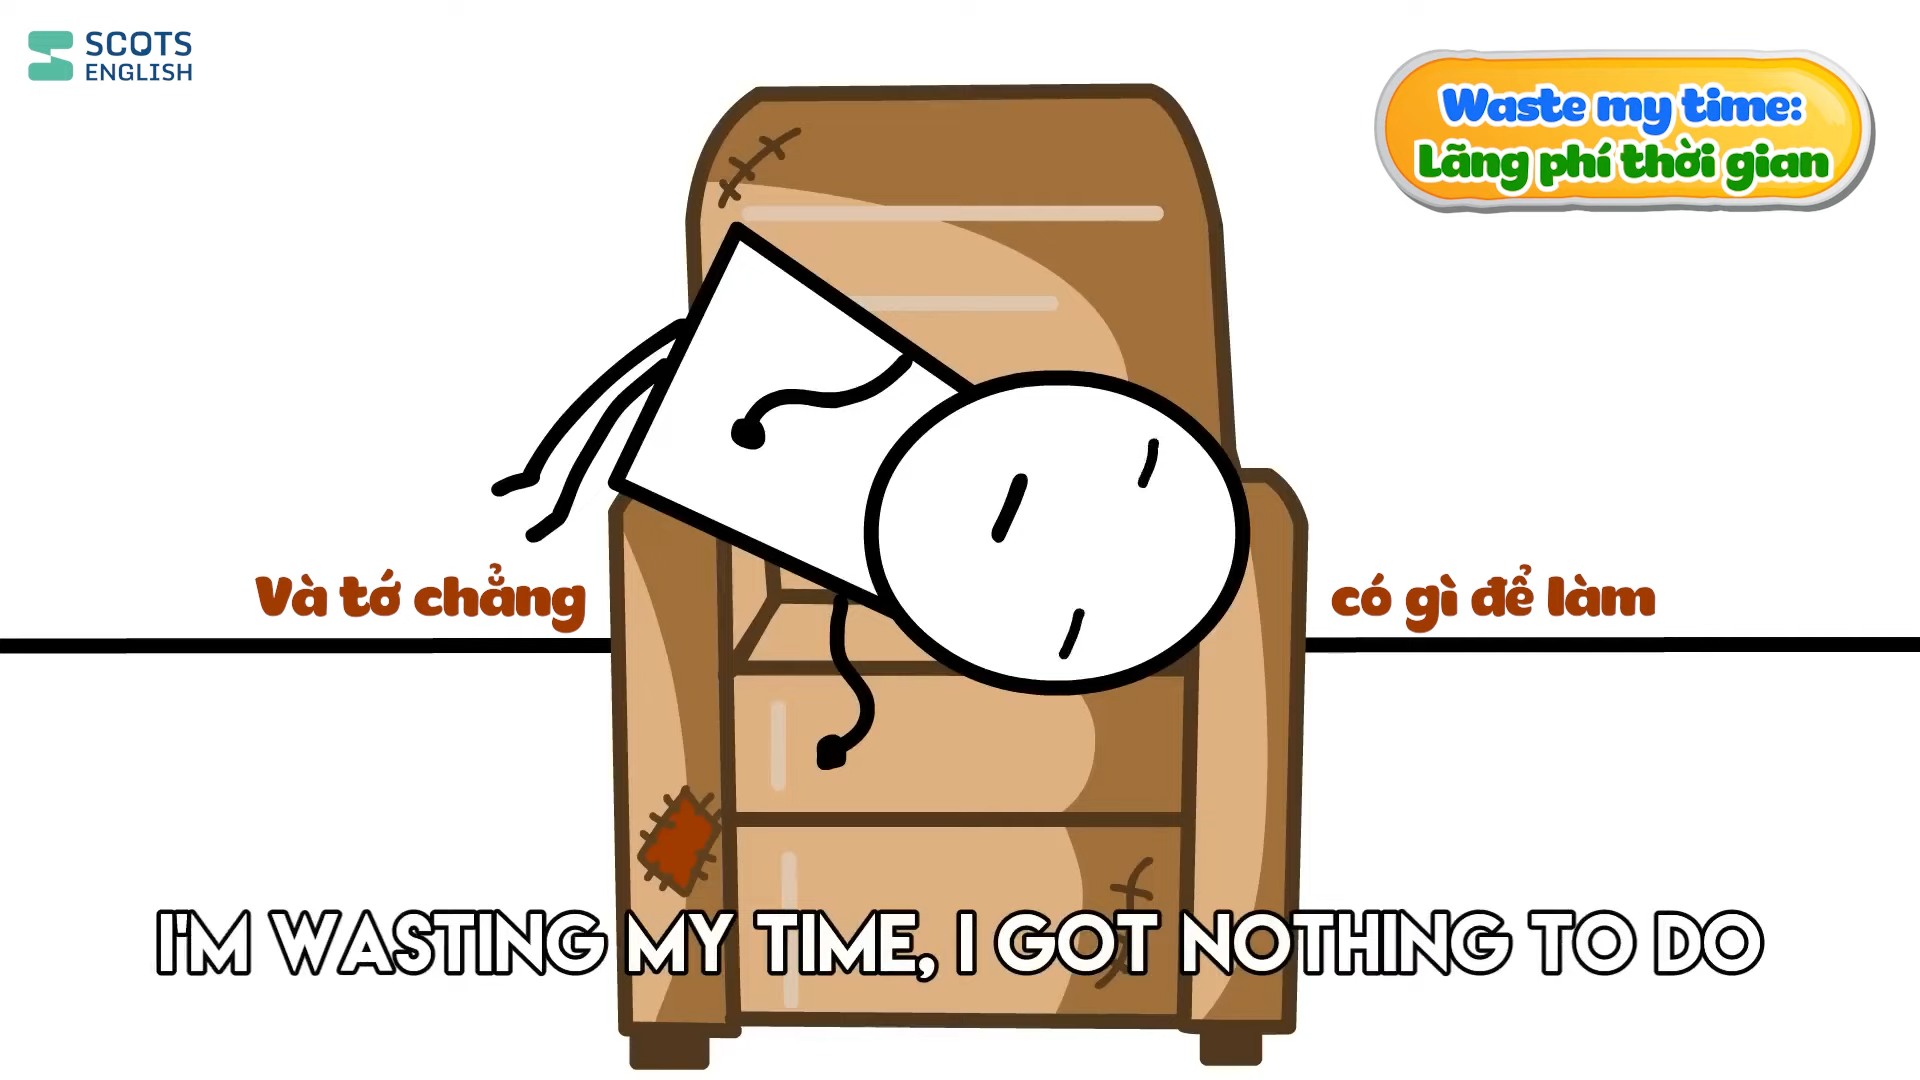 SCOTS
ENGLISH
Waste my time:
Lãng phí thời gian
Và tớ chẳng có gì để làm
I'M WASTING MY TIME, I GOT NOTHING TO DO